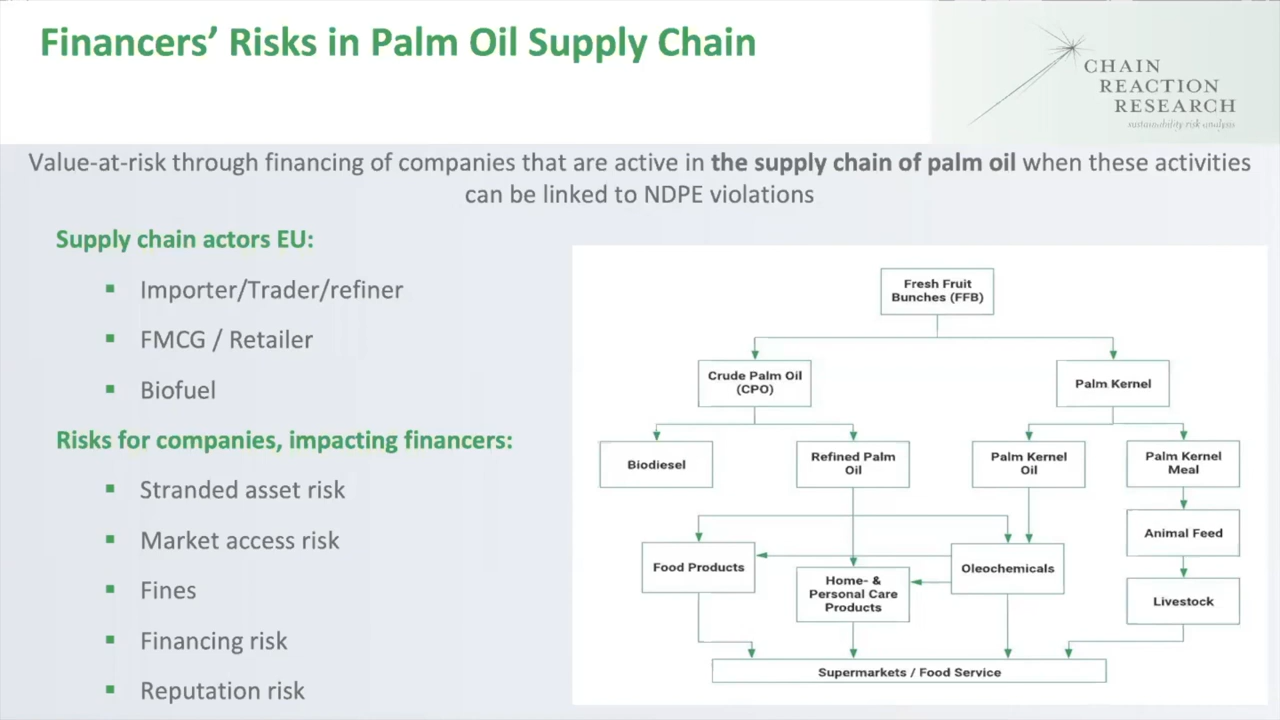 Financers' Risks in Palm Oil Supply Chain
CHAIN
REACTION
RESEARCH
sustainability risk analysis
Value-at-risk through financing of companies that are active in the supply chain of palm oil when these activities
can be linked to NDPE violations
Supply chain actors EU:
▪ Importer/Trader/refiner
▪ FMCG / Retailer
▪ Biofuel
Risks for companies, impacting financers:
▪ Stranded asset risk
▪ Market access risk
▪ Fines
▪ Financing risk
▪ Reputation risk
Fresh Fruit
Bunches (FFB)
Crude Palm Oil
(CPO)
Palm Kernel
Biodiesel
Refined Palm
Oil
Palm Kernel
Oil
Palm Kernel
Meal
Animal Feed
Food Products
Home- &
Personal Care
Products
Oleochemicals
Livestock
Supermarkets / Food Service